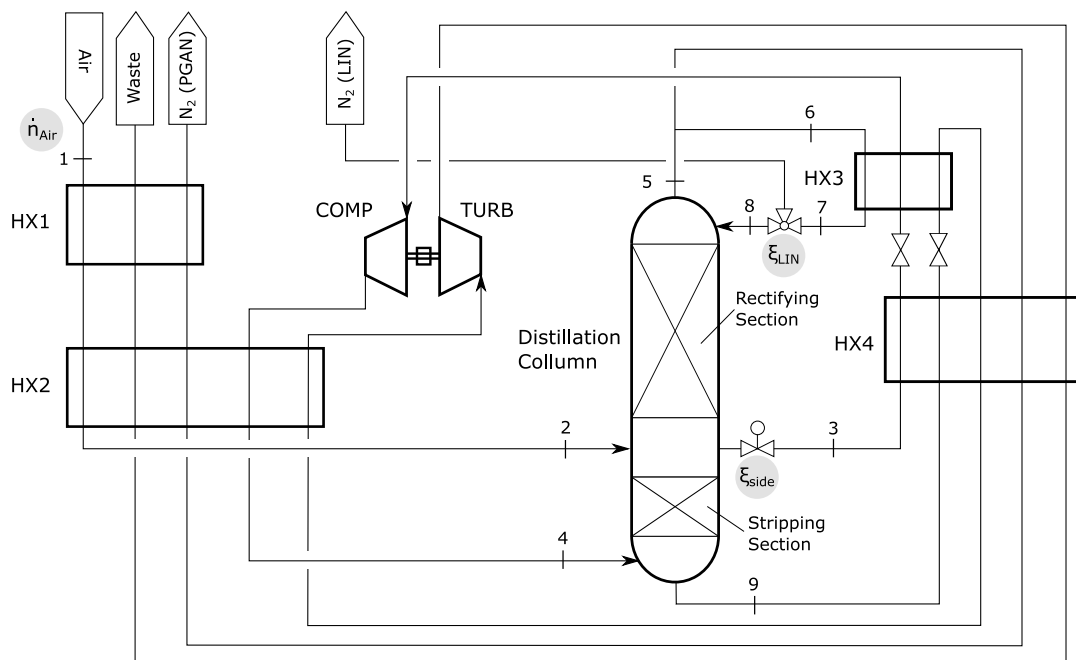 Air
Waste
N₂ (PGAN)
N₂ (LIN)
ṅAir
1
HX1
COMP
TURB
5
6
HX3
8
7
ξLIN
Rectifying
Section
Distillation
Collumn
HX4
HX2
2
3
ξside
Stripping
Section
4
9